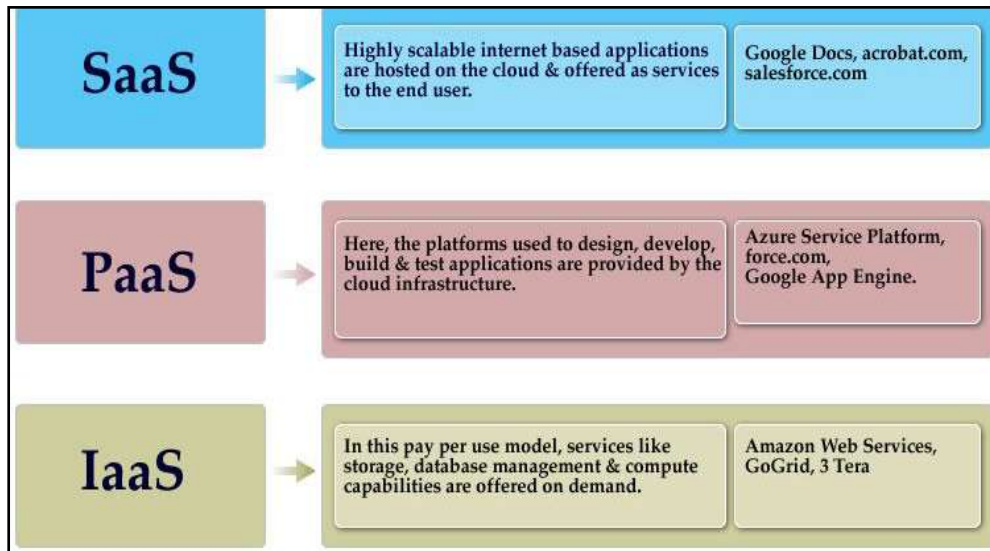 SaaS
Highly scalable internet based applications
are hosted on the cloud & offered as services
to the end user.
Google Docs, acrobat.com,
salesforce.com
PaaS
Here, the platforms used to design, develop,
build & test applications are provided by the
cloud infrastructure.
Azure Service Platform,
force.com,
Google App Engine.
IaaS
In this pay per use model, services like
storage, database management & compute
capabilities are offered on demand.
Amazon Web Services,
GoGrid, 3 Tera